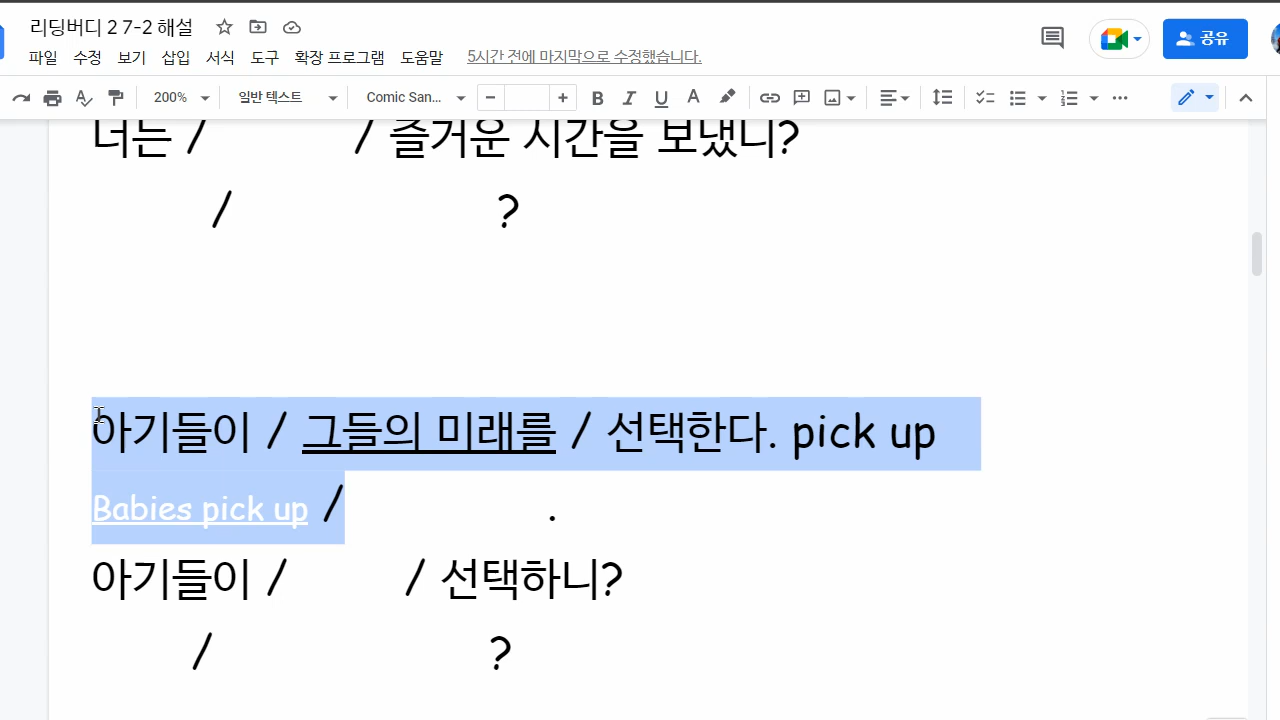 리딩버디 2 7-2 해설
파일 수정 보기 삽입 서식 도구 확장 프로그램 도움말 5시간 전에 마지막으로 수정했습니다.
공유
200% 일반 텍스트 Comic San... B I U A
너는 / / 즐거운 시간을 보냈니?
/ ?
아기들이 / 그들의 미래를 / 선택한다. pick up
Babies pick up / .
아기들이 / / 선택하니?
/ ?